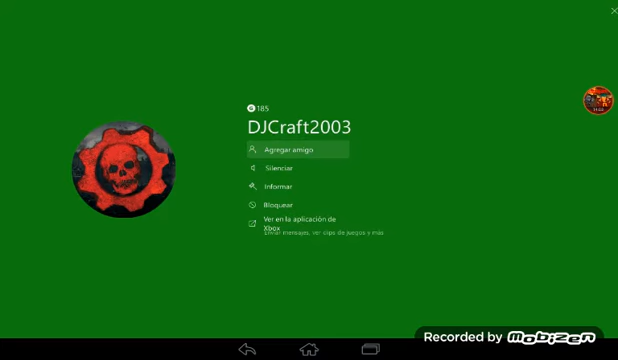 G 185
DJCraft2003
Agregar amigo
Silenciar
Informar
Bloquear
Ver en la aplicación de
Xbox
Enviar mensajes, ver clips de juegos y más
Recorded by MOBIZEN